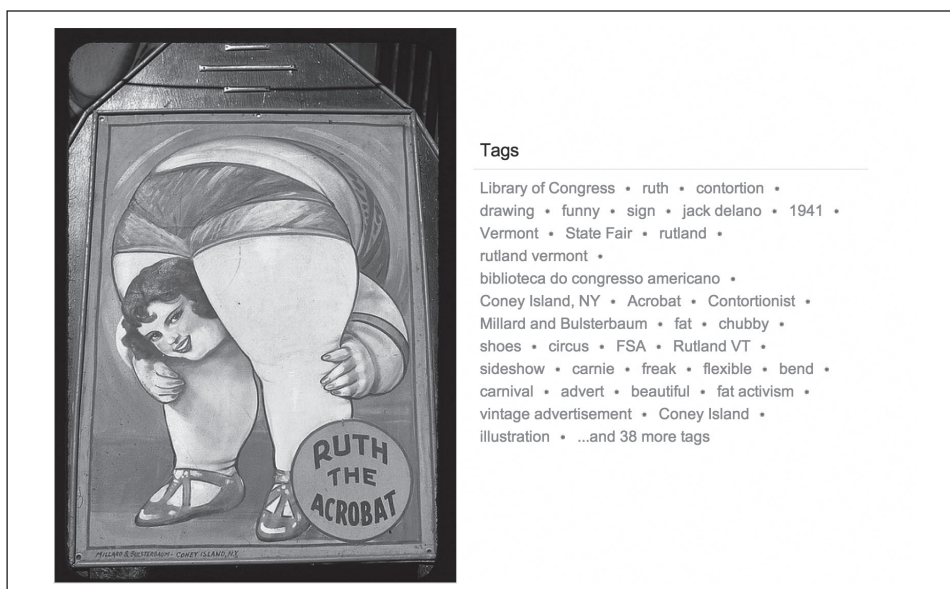 RUTH
THE
ACROBAT
MILLARD & BULSTERBAUM - CONEY ISLAND, N.Y.
Tags
Library of Congress • ruth • contortion •
drawing • funny • sign • jack delano • 1941 •
Vermont • State Fair • rutland •
rutland vermont •
biblioteca do congresso americano •
Coney Island, NY • Acrobat • Contortionist •
Millard and Bulsterbaum • fat • chubby •
shoes • circus • FSA • Rutland VT •
sideshow • carnie • freak • flexible • bend •
carnival • advert • beautiful • fat activism •
vintage advertisement • Coney Island •
illustration • ...and 38 more tags